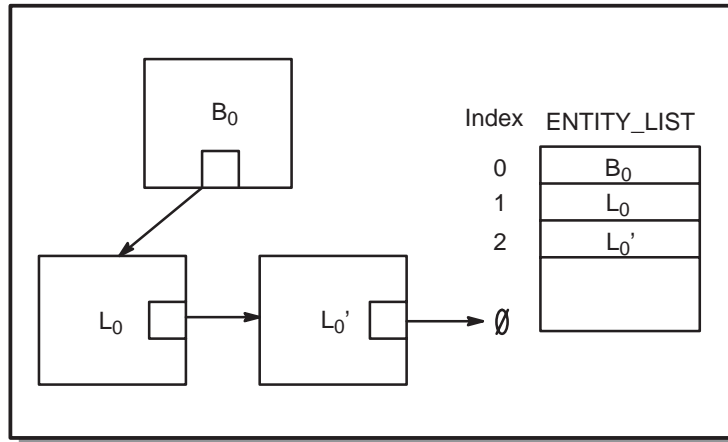 B₀
Index ENTITY_LIST
0 B₀
1 L₀
2 L₀’
L₀ L₀’ Ø